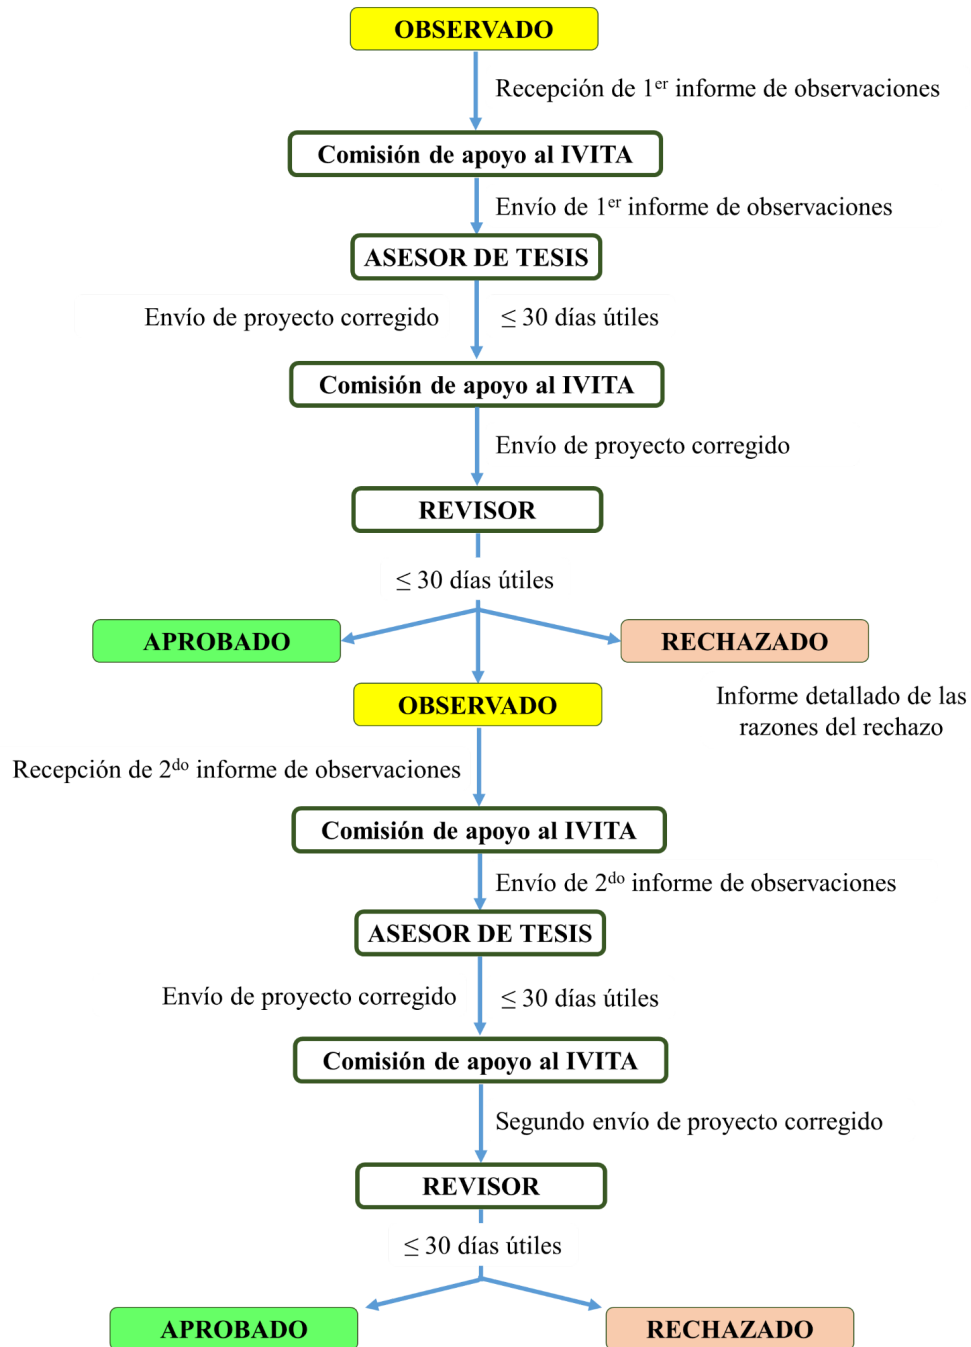 OBSERVADO
Recepción de 1er informe de observaciones
Comisión de apoyo al IVITA
Envío de 1er informe de observaciones
ASESOR DE TESIS
Envío de proyecto corregido
≤ 30 días útiles
Comisión de apoyo al IVITA
Envío de proyecto corregido
REVISOR
≤ 30 días útiles
APROBADO
RECHAZADO
OBSERVADO
Informe detallado de las
razones del rechazo
Recepción de 2do informe de observaciones
Comisión de apoyo al IVITA
Envío de 2do informe de observaciones
ASESOR DE TESIS
Envío de proyecto corregido
≤ 30 días útiles
Comisión de apoyo al IVITA
Segundo envío de proyecto corregido
REVISOR
≤ 30 días útiles
APROBADO
RECHAZADO